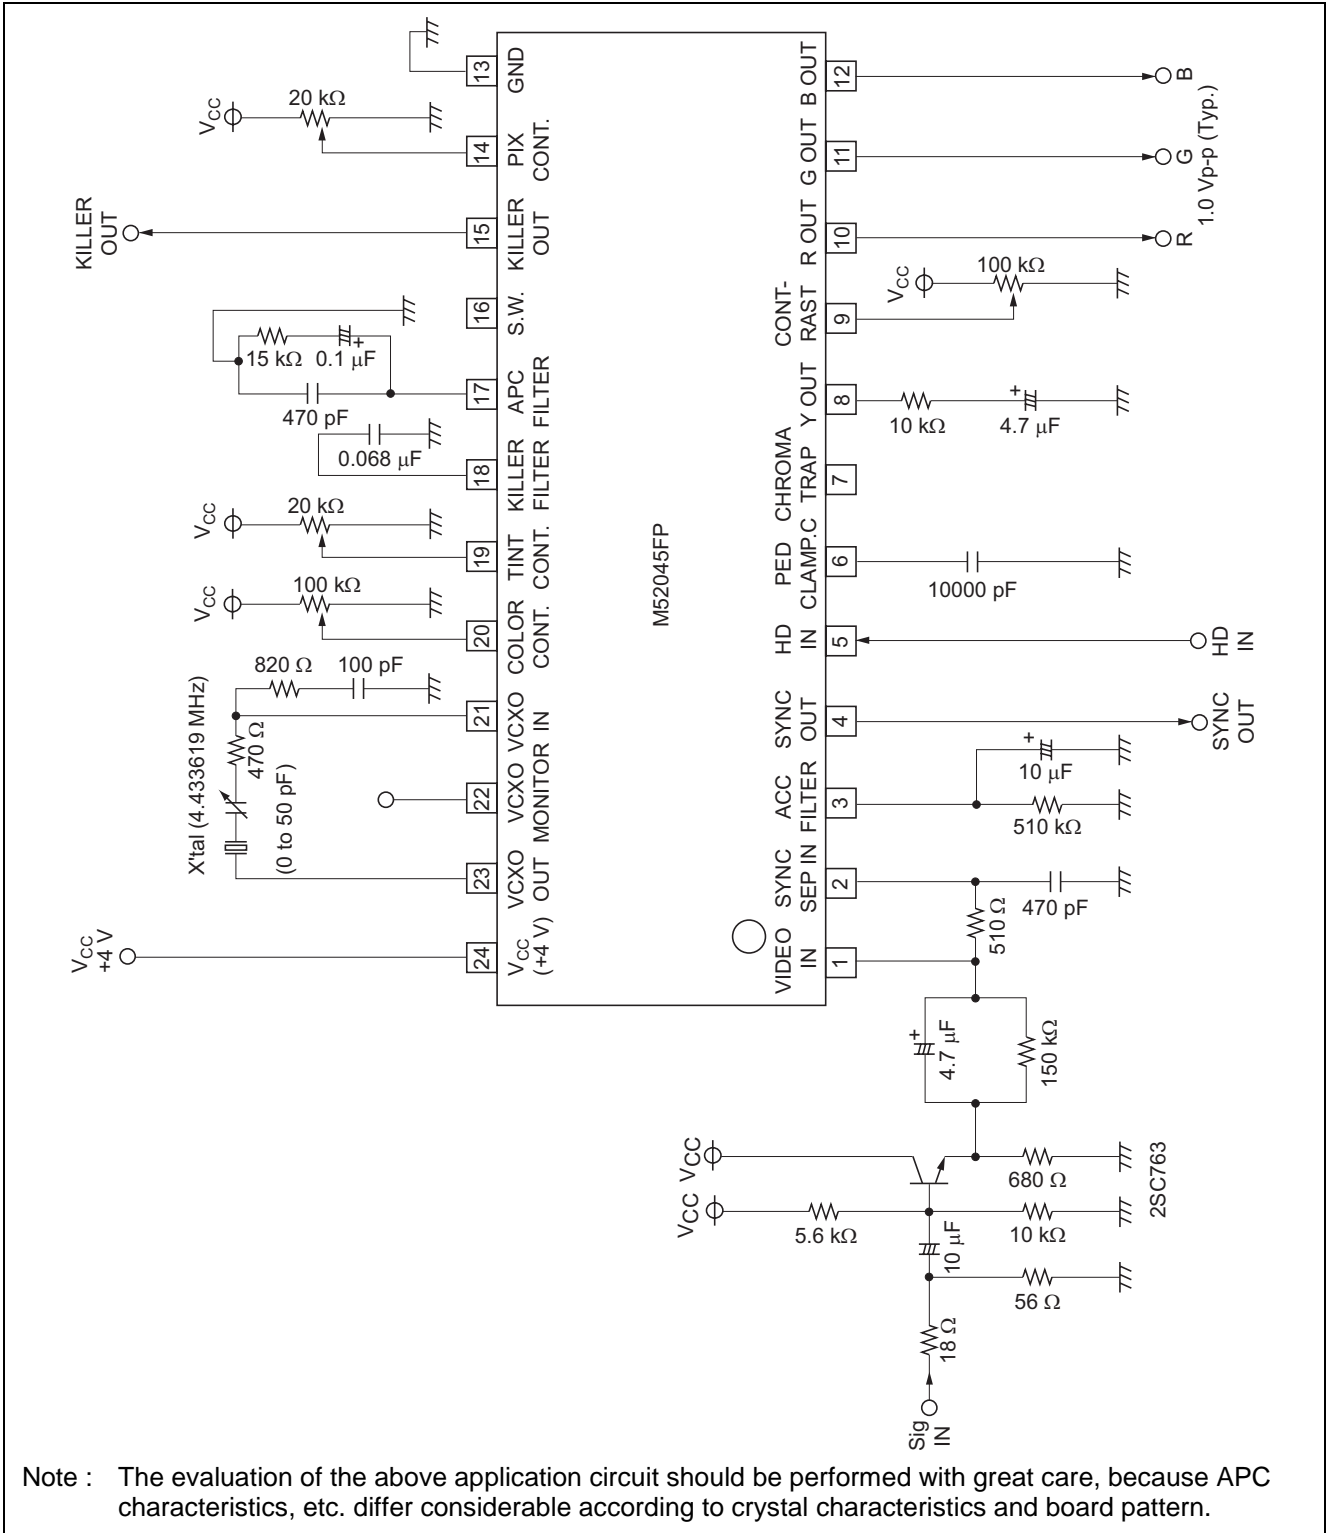 GND
13
20 kΩ
VCC
PIX
CONT.
14
KILLER
OUT
KILLER
OUT
15
S.W.
16
15 kΩ
0.1 µF
+
470 pF
APC
FILTER
17
0.068 µF
KILLER
FILTER
18
20 kΩ
VCC
TINT
CONT.
19
100 kΩ
VCC
COLOR
CONT.
20
820 Ω
100 pF
VCXO
IN
21
470 Ω
X'tal (4.433619 MHz)
(0 to 50 pF)
VCXO
MONITOR
22
VCXO
OUT
23
VCC
+4 V
VCC
(+4 V)
24
M52045FP
B OUT
12
B
G OUT
11
G
1.0 Vp-p (Typ.)
R OUT
10
R
100 kΩ
VCC
CONT-
RAST
9
Y OUT
8
10 kΩ
+
4.7 µF
CHROMA
TRAP
7
PED
CLAMP.C
6
10000 pF
HD
IN
5
HD
IN
SYNC
OUT
4
SYNC
OUT
+
10 µF
ACC
FILTER
3
510 kΩ
SYNC
SEP IN
2
470 pF
510 Ω
VIDEO
IN
1
+
4.7 µF
150 kΩ
VCC
680 Ω
2SC763
VCC
5.6 kΩ
10 kΩ
10 µF
56 Ω
18 Ω
Sig
IN
Note : The evaluation of the above application circuit should be performed with great care, because APC
characteristics, etc. differ considerable according to crystal characteristics and board pattern.